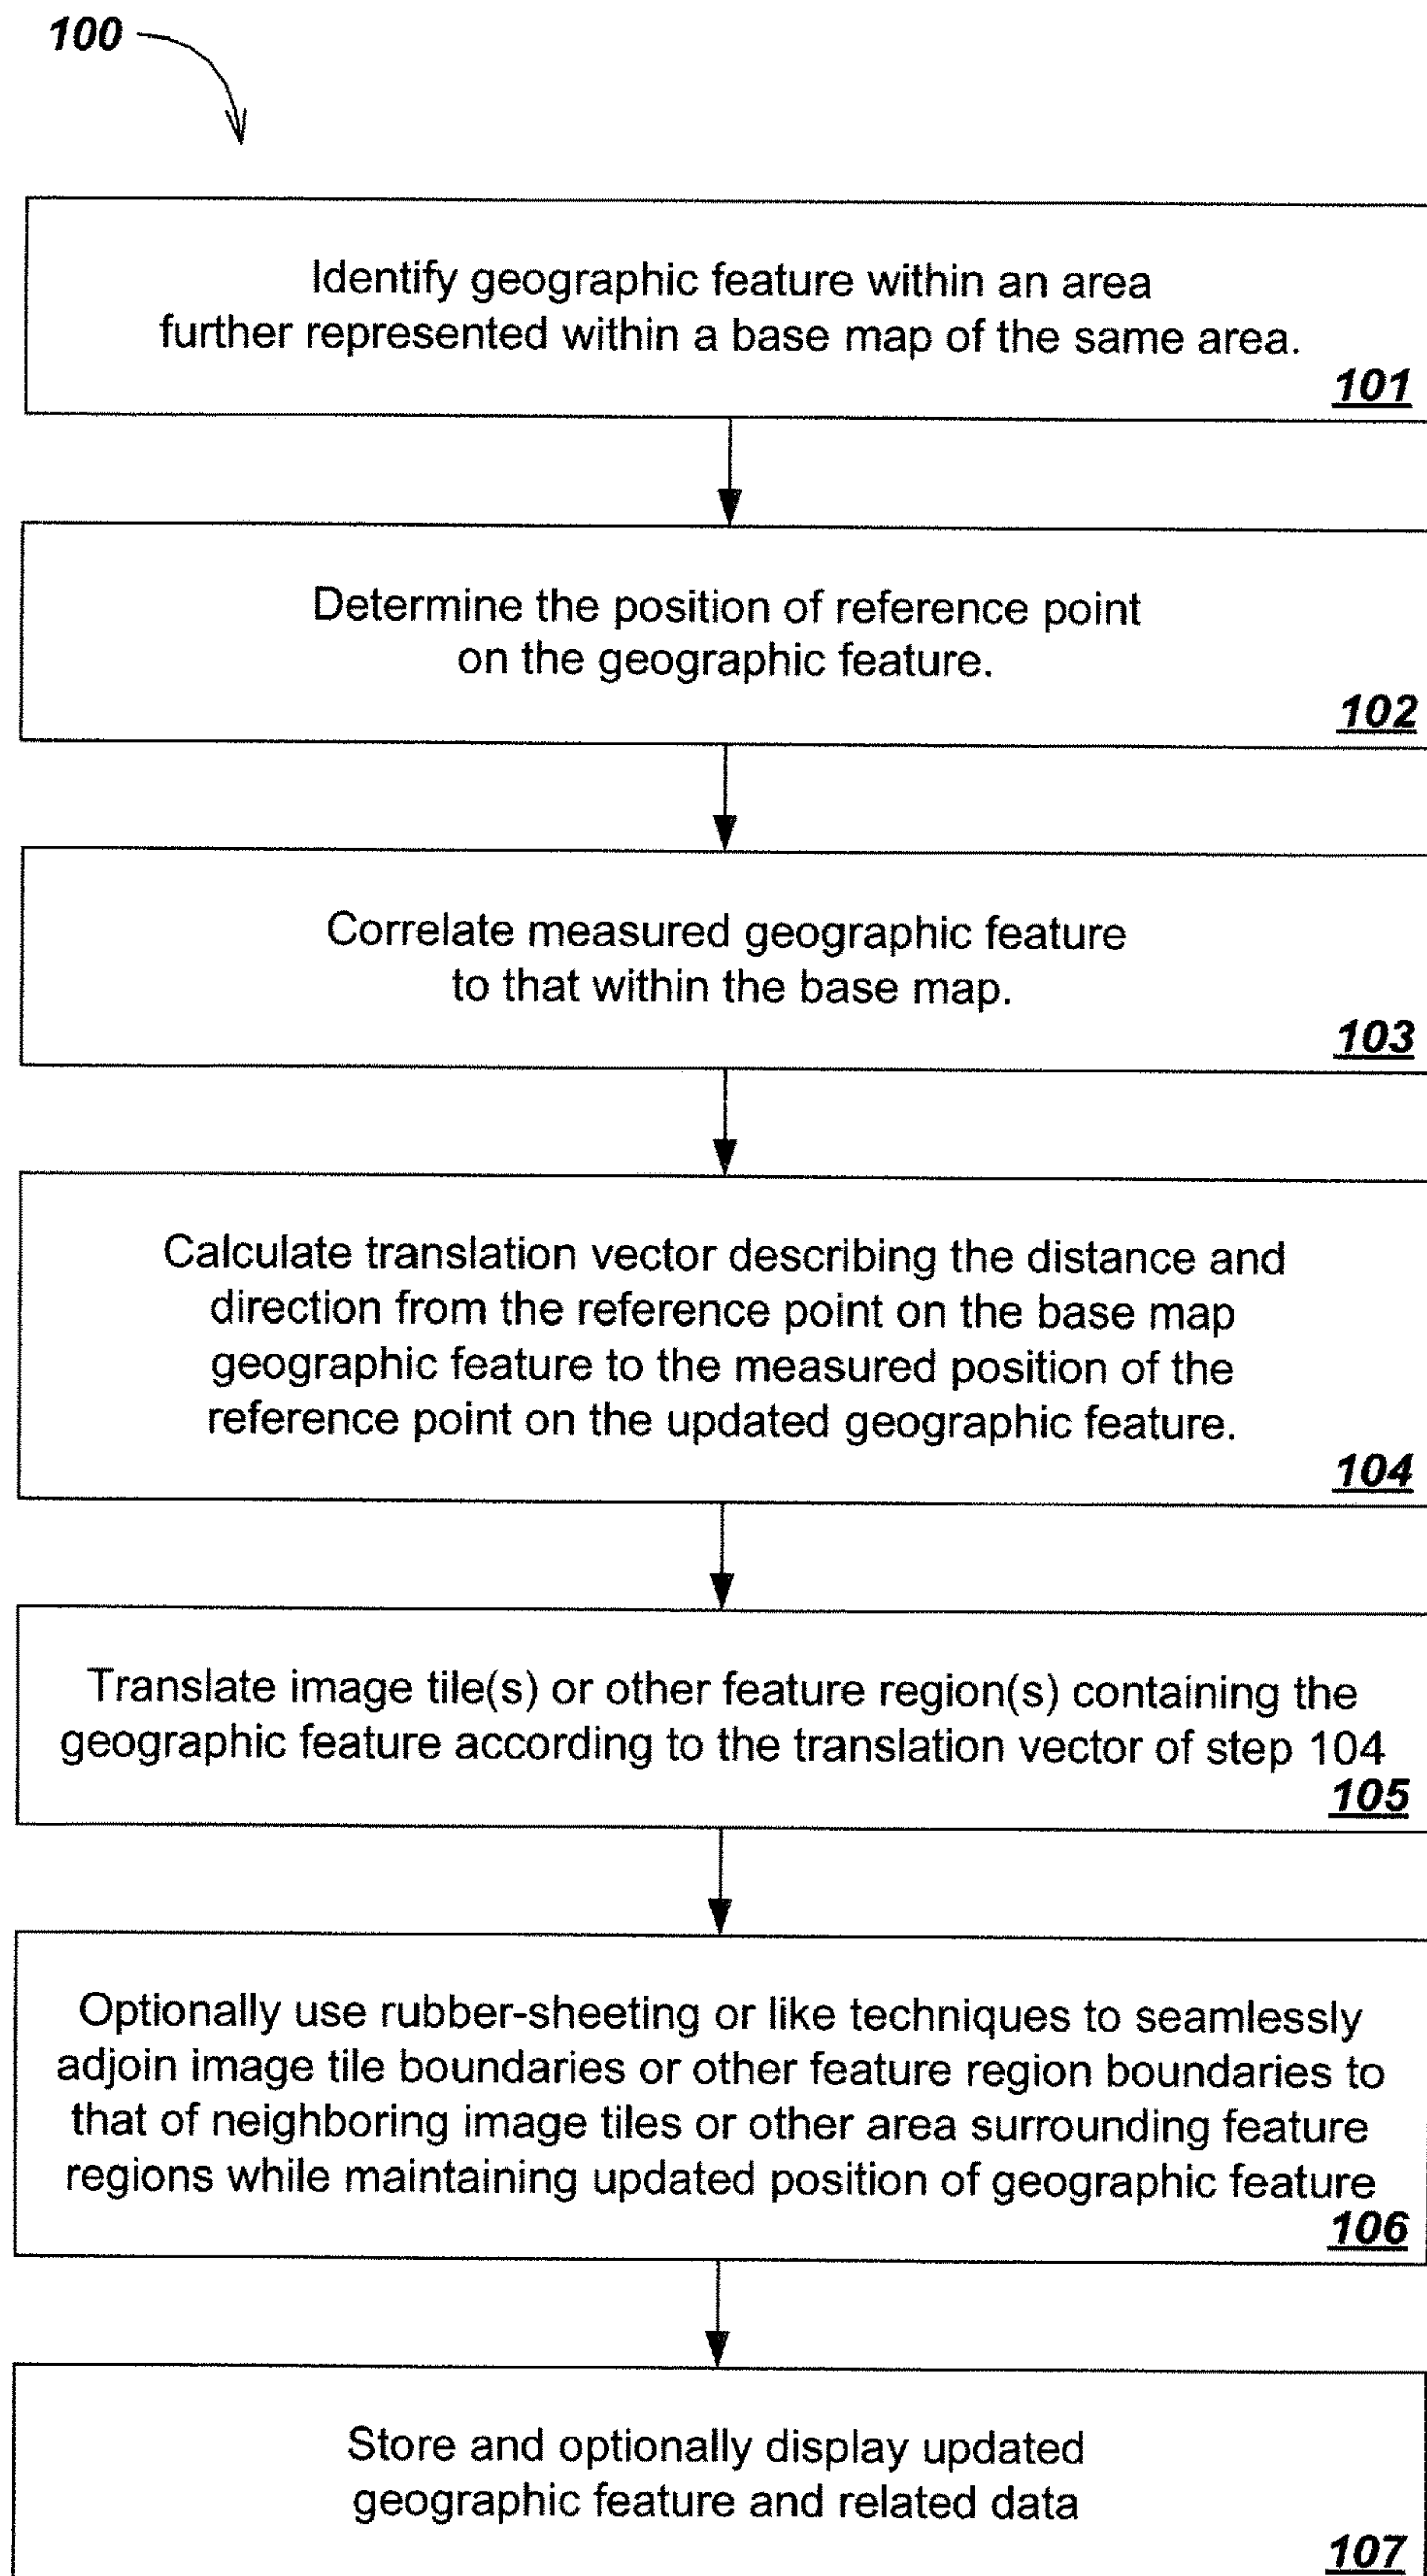 100
Identify geographic feature within an area
further represented within a base map of the same area.
101
Determine the position of reference point
on the geographic feature.
102
Correlate measured geographic feature
to that within the base map.
103
Calculate translation vector describing the distance and
direction from the reference point on the base map
geographic feature to the measured position of the
reference point on the updated geographic feature.
104
Translate image tile(s) or other feature region(s) containing the
geographic feature according to the translation vector of step 104
105
Optionally use rubber-sheeting or like techniques to seamlessly
adjoin image tile boundaries or other feature region boundaries to
that of neighboring image tiles or other area surrounding feature
regions while maintaining updated position of geographic feature
106
Store and optionally display updated
geographic feature and related data
107